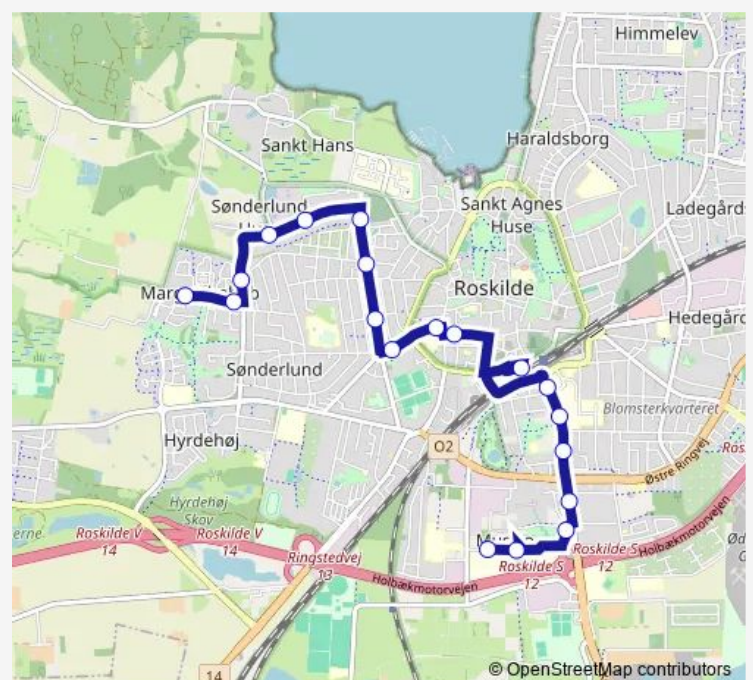 Himmelev
Haraldsborg
Sankt Hans
Sønderlund
Sankt Agnes
Huse
Ladegård
Roskilde
Hedegård
Sønderlund
Blomsterkvarteret
Hyrdehøj
O2
Østre Ringvej
Hyrdehøj
Skov
Roskilde V
14
Roskilde V
14
Ringstedvej
13
Holbækmotorvejen
Roskilde S
12
Roskilde S
12
Holbækmotorvejen
14
© OpenStreetMap contributors